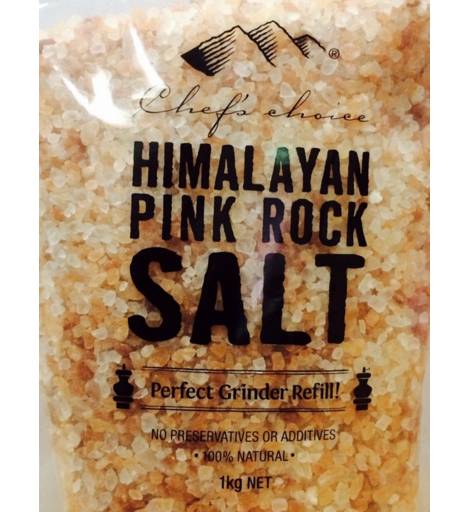 ®
Chef's choice
HIMALAYAN
PINK ROCK
SALT
Perfect Grinder Refill!
NO PRESERVATIVES OR ADDITIVES
• 100% NATURAL •
1kg NET